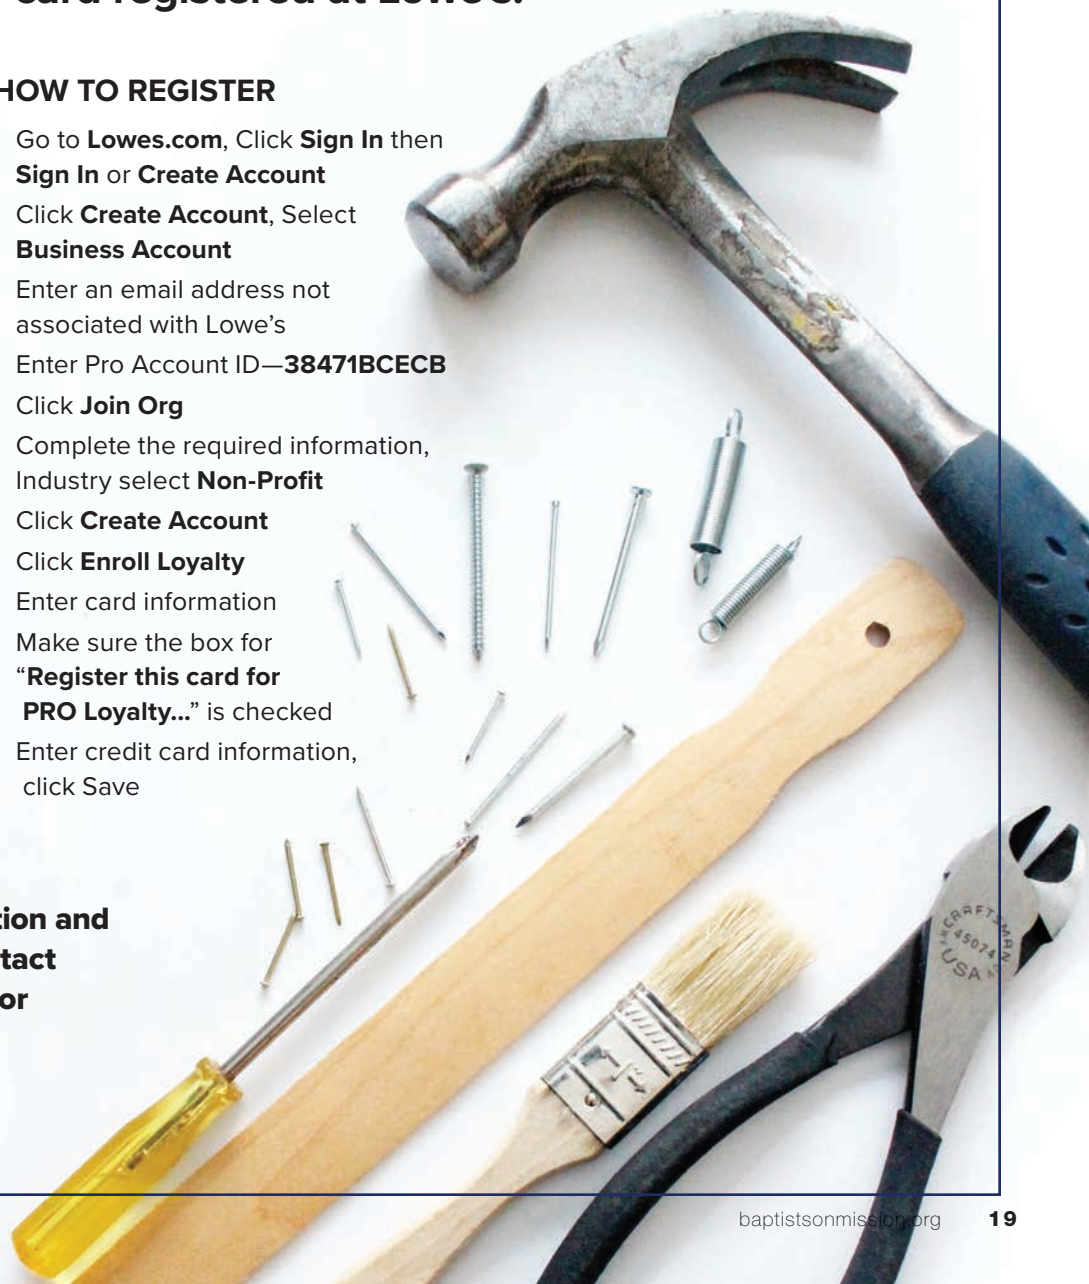 card registered at Lowe's.
HOW TO REGISTER
Go to Lowes.com, Click Sign In then
Sign In or Create Account
Click Create Account, Select
Business Account
Enter an email address not
associated with Lowe's
Enter Pro Account ID—38471BCECB
Click Join Org
Complete the required information,
Industry select Non-Profit
Click Create Account
Click Enroll Loyalty
Enter card information
Make sure the box for
“Register this card for
PRO Loyalty...” is checked
Enter credit card information,
click Save
tion and
tact
or
CRAFTSMAN
45074
USA
baptistsonmission.org 19